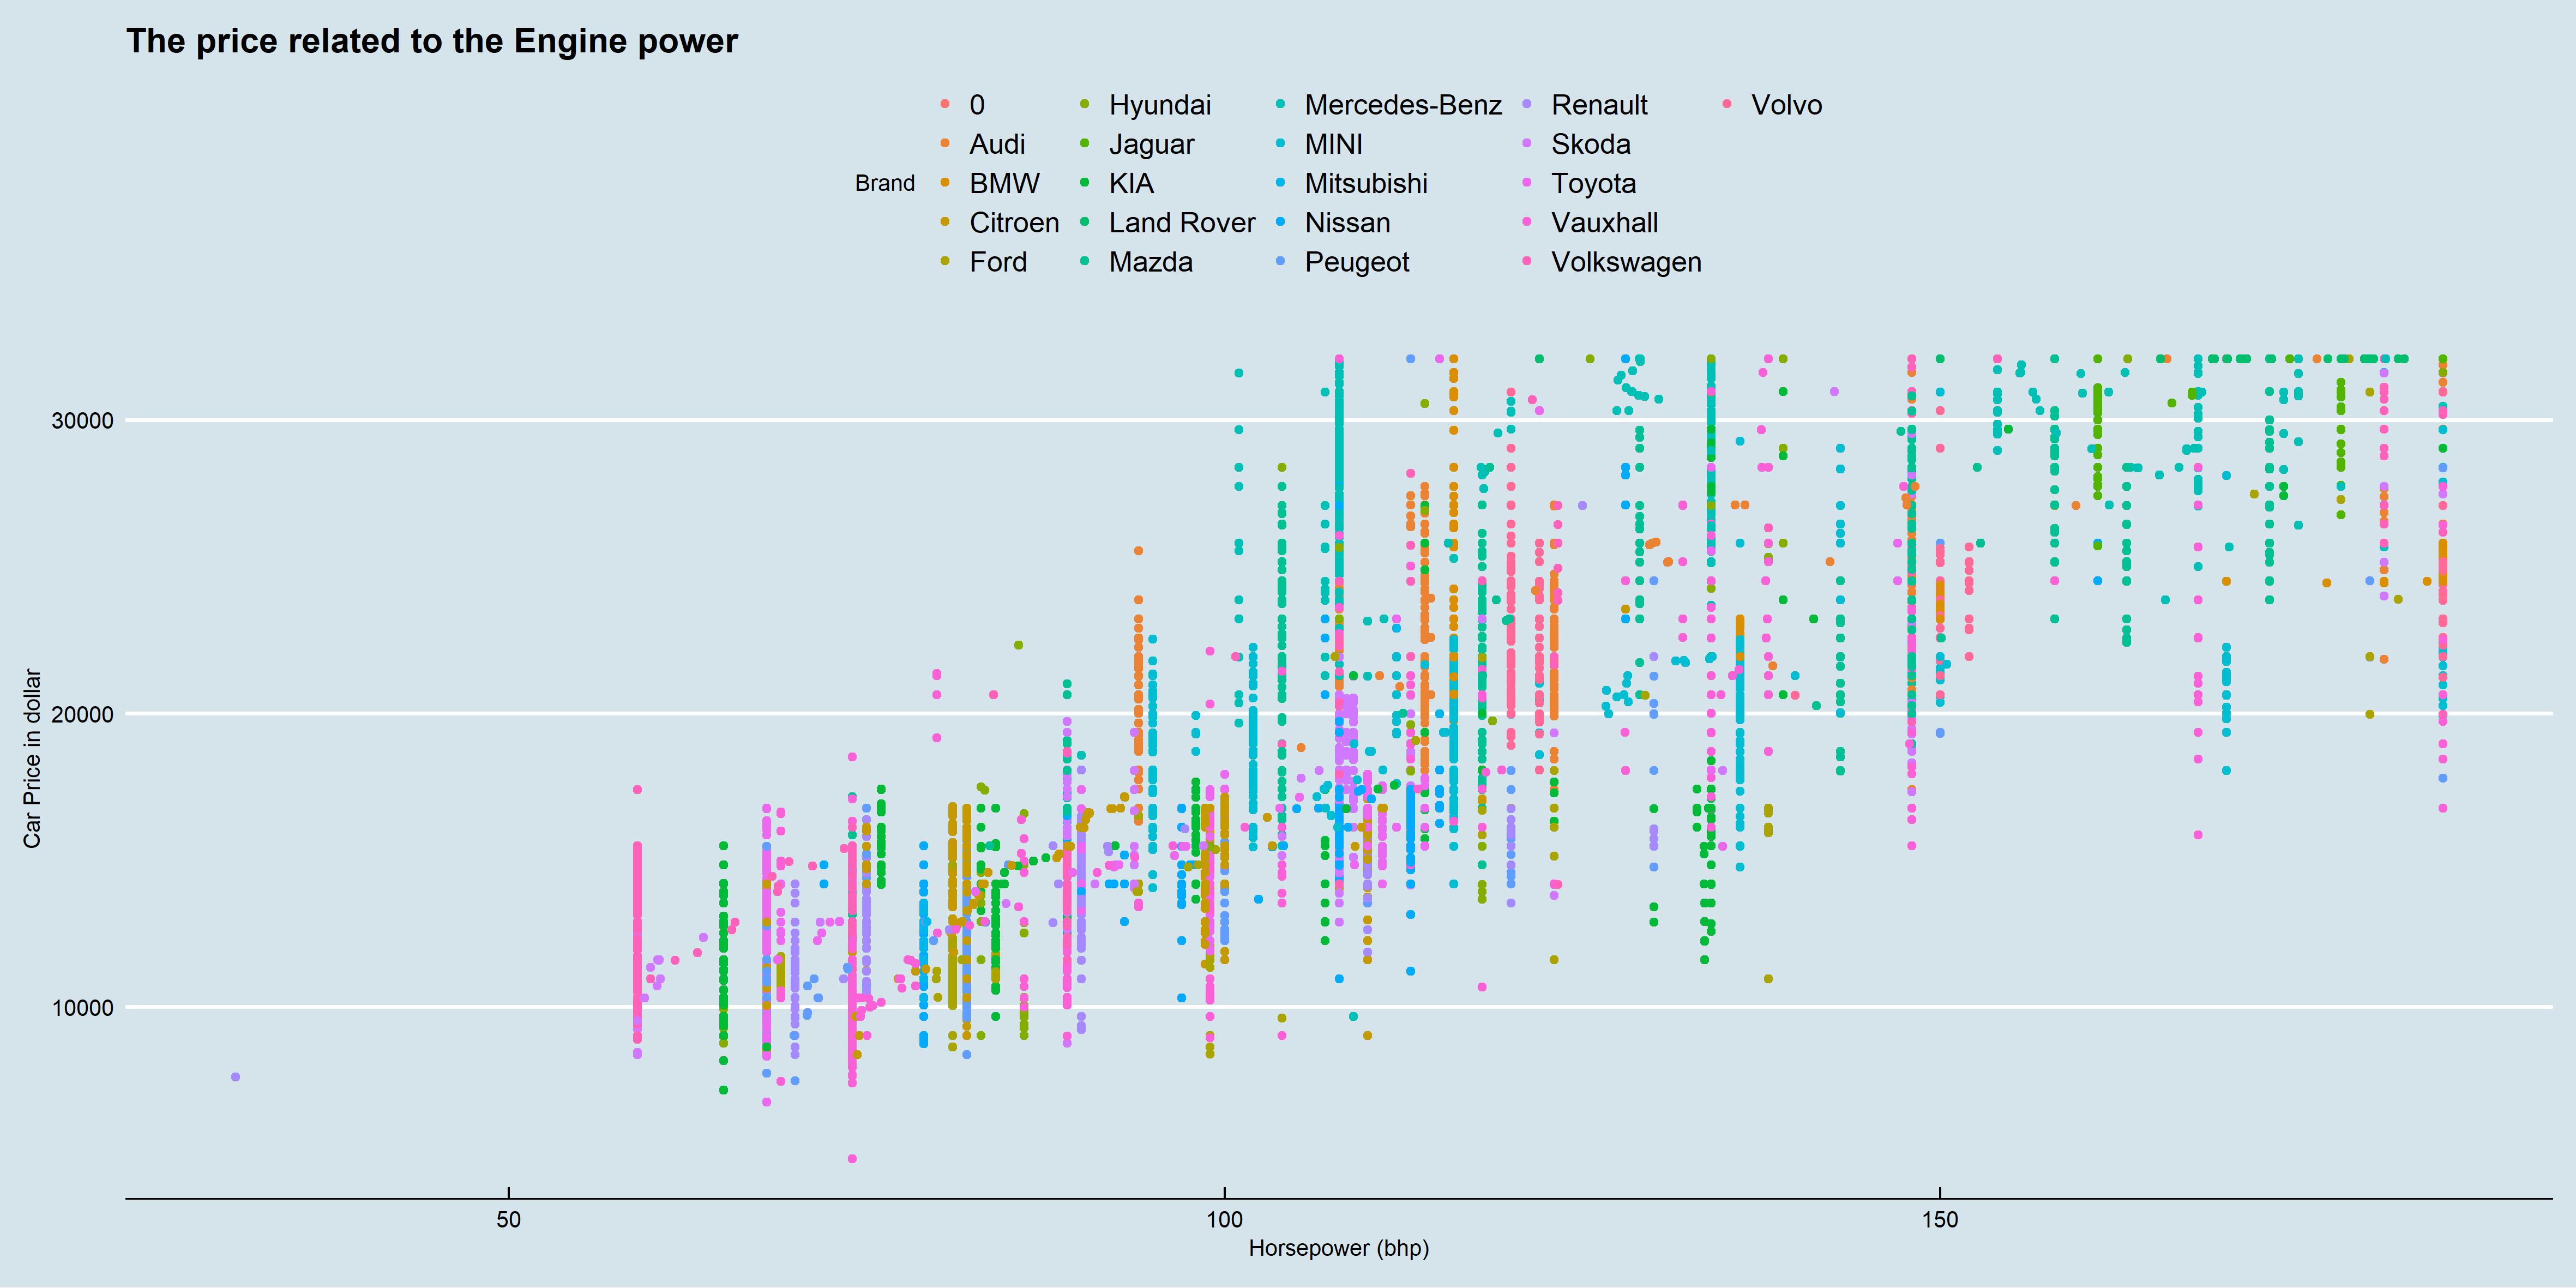 The price related to the Engine power
Brand
0
Audi
BMW
Citroen
Ford
Hyundai
Jaguar
KIA
Land Rover
Mazda
Mercedes-Benz
MINI
Mitsubishi
Nissan
Peugeot
Renault
Skoda
Toyota
Vauxhall
Volkswagen
Volvo
Car Price in dollar
30000
20000
10000
50
100
150
Horsepower (bhp)